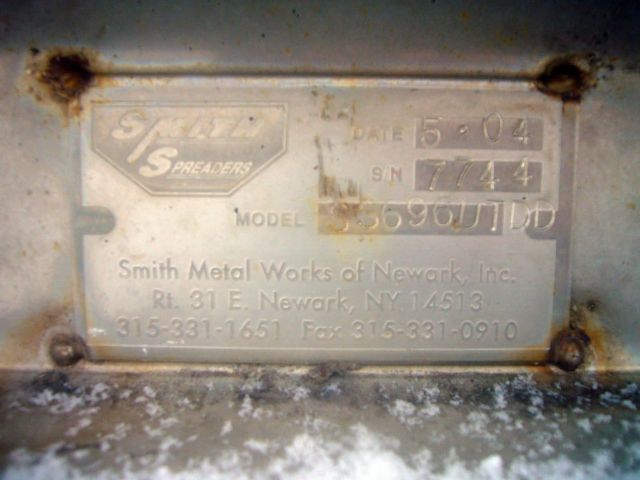 SMITH
SPREADERS
DATE 5-04
S/N 7744
MODEL SS696UTDD
Smith Metal Works of Newark, Inc.
Rt. 31 E. Newark, NY 14513
315-331-1651 Fax 315-331-0910